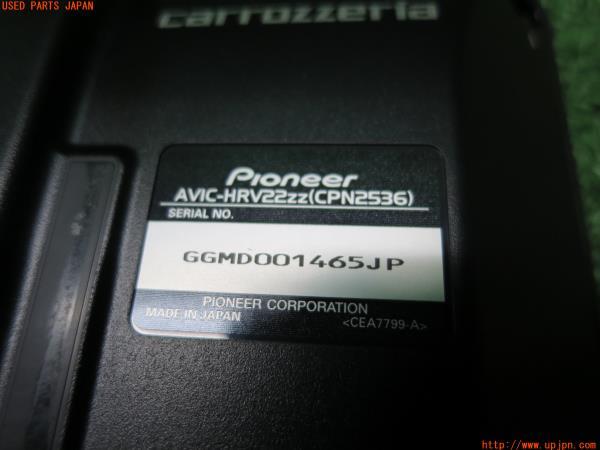 USED PARTS JAPAN
carrozzeria
Pioneer
AVIC-HRV22zz(CPN2536)
SERIAL NO.
GGMD001465JP
PIONEER CORPORATION
MADE IN JAPAN
<CEA7799-A>
http://www.upjpn.com